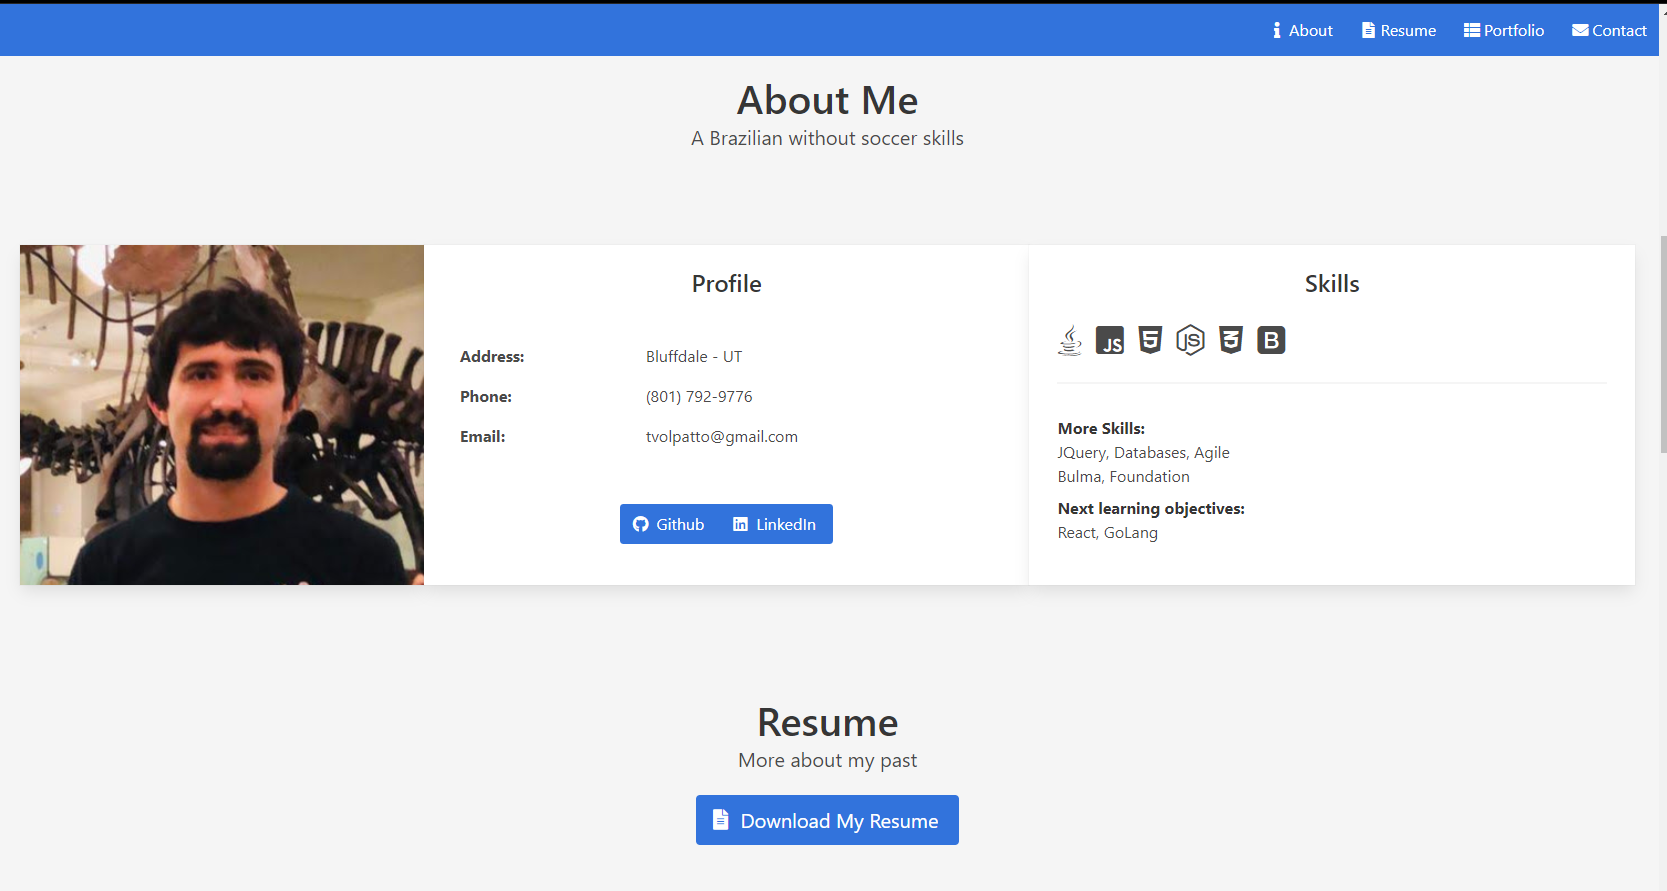 About
Resume
Portfolio
Contact
About Me
A Brazilian without soccer skills
Profile
Address: Bluffdale - UT
Phone: (801) 792-9776
Email: tvolpatto@gmail.com
Github
LinkedIn
Skills
JS
JS
B
More Skills:
JQuery, Databases, Agile
Bulma, Foundation
Next learning objectives:
React, GoLang
Resume
More about my past
Download My Resume